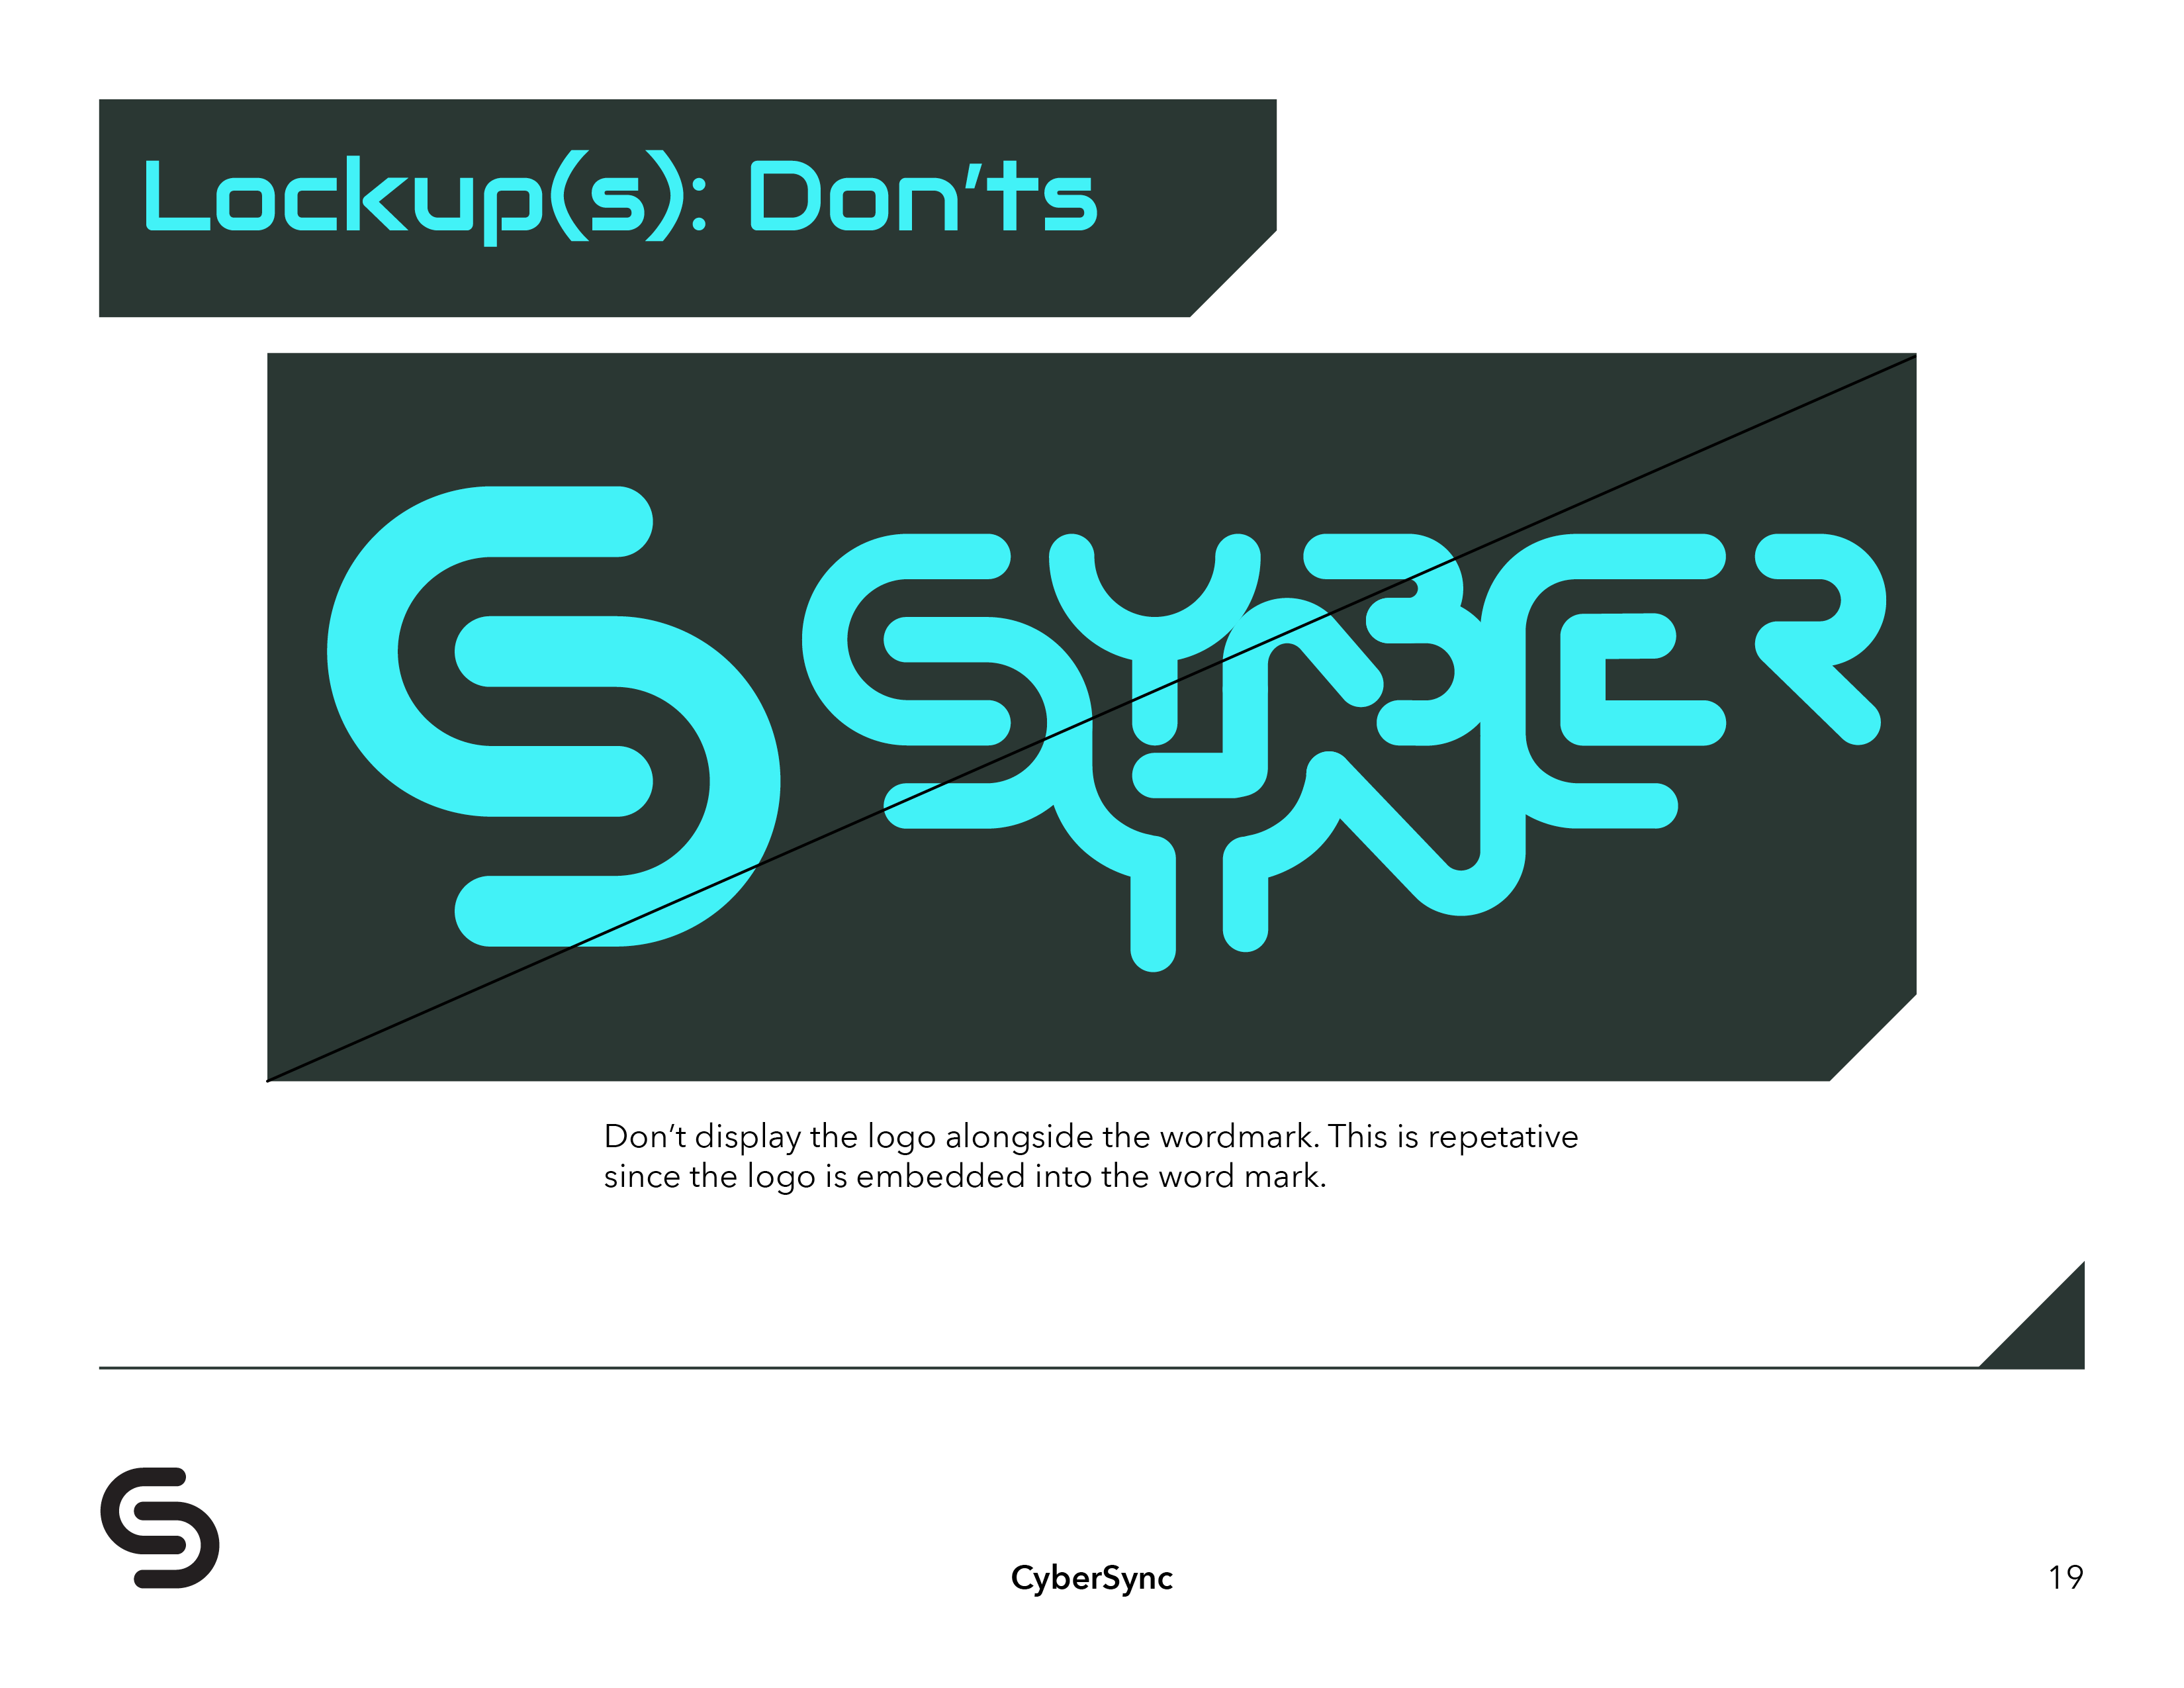 Lockup(s): Don'ts
CYBER
SYNC
Don't display the logo alongside the wordmark. This is repetative
since the logo is embedded into the word mark.
CyberSync
19